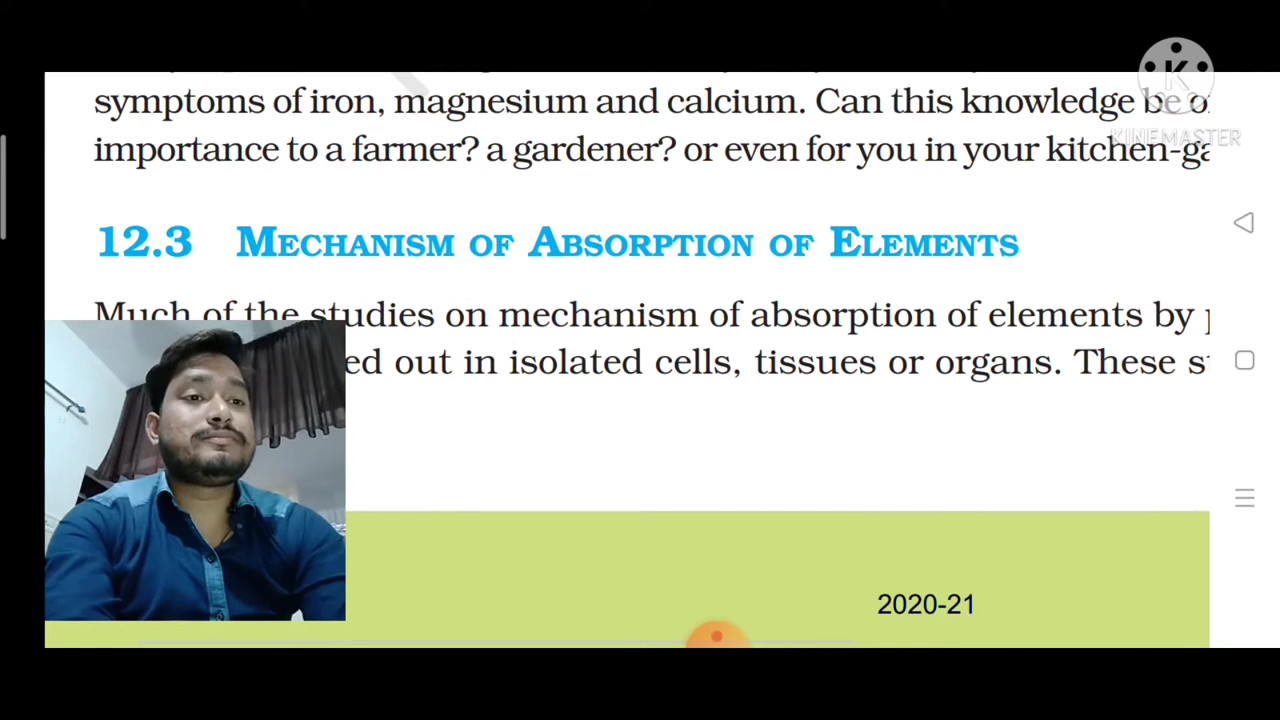 symptoms of iron, magnesium and calcium. Can this knowledge be
importance to a farmer? a gardener? or even for you in your
12.3 MECHANISM OF ABSORPTION OF ELEMENTS
Much of the studies on mechanism of absorption of elements by
out in isolated cells, tissues or organs. These
2020-21
K
KINEMASTER